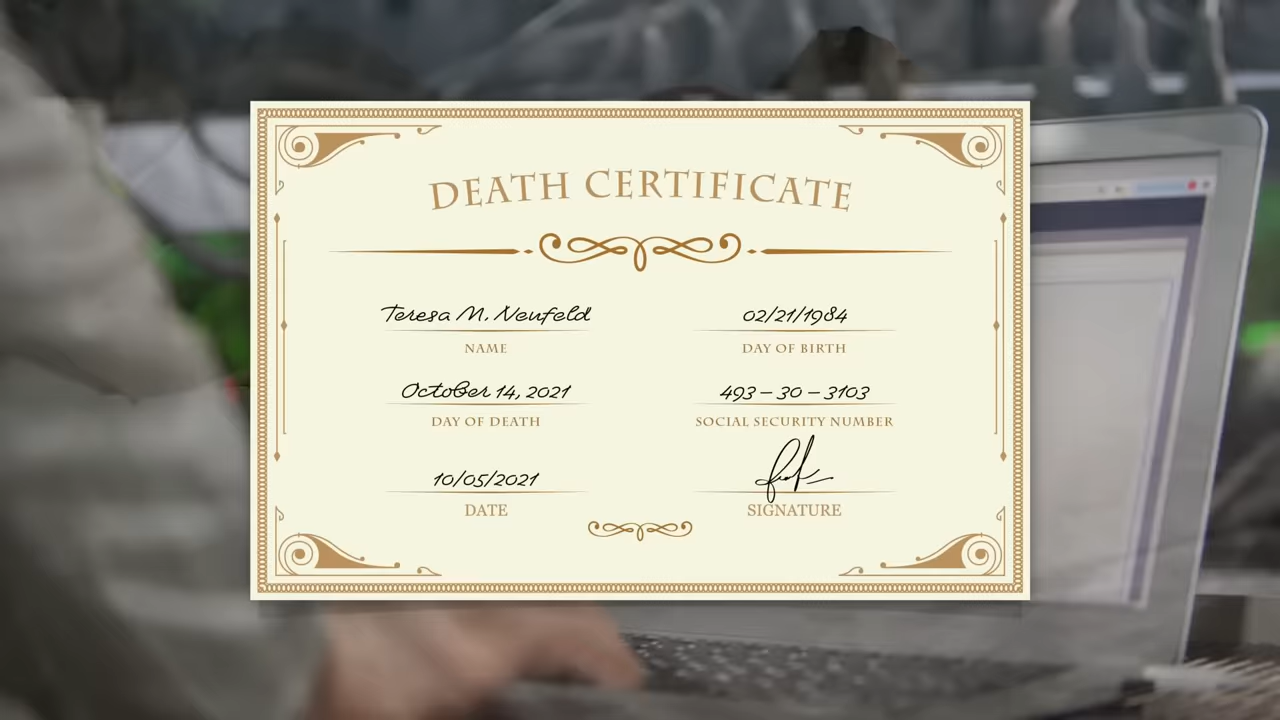 DEATH CERTIFICATE
Teresa M. Neufeld 02/21/1984
NAME DAY OF BIRTH
October 14, 2021 493 – 30 – 3103
DAY OF DEATH SOCIAL SECURITY NUMBER
10/05/2021
DATE SIGNATURE